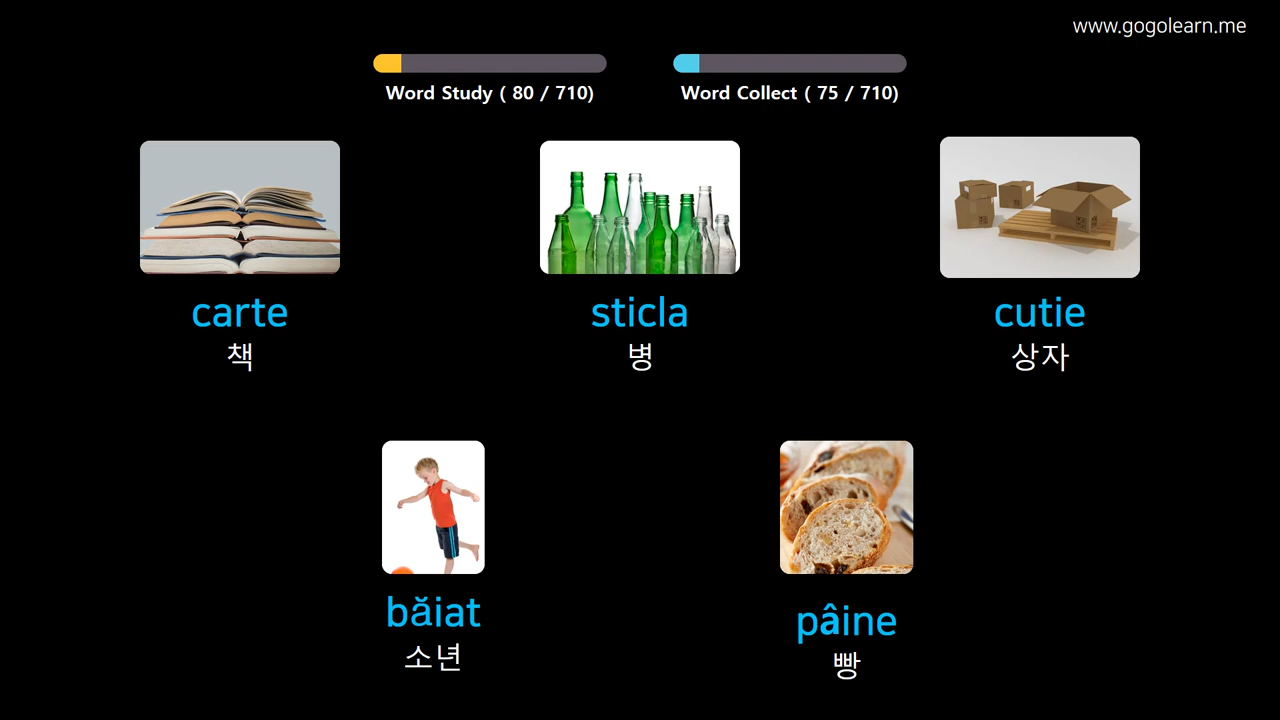 www.gogolearn.me
Word Study ( 80 / 710)
Word Collect ( 75 / 710)
carte
책
sticla
병
cutie
상자
băiat
소년
pâine
빵